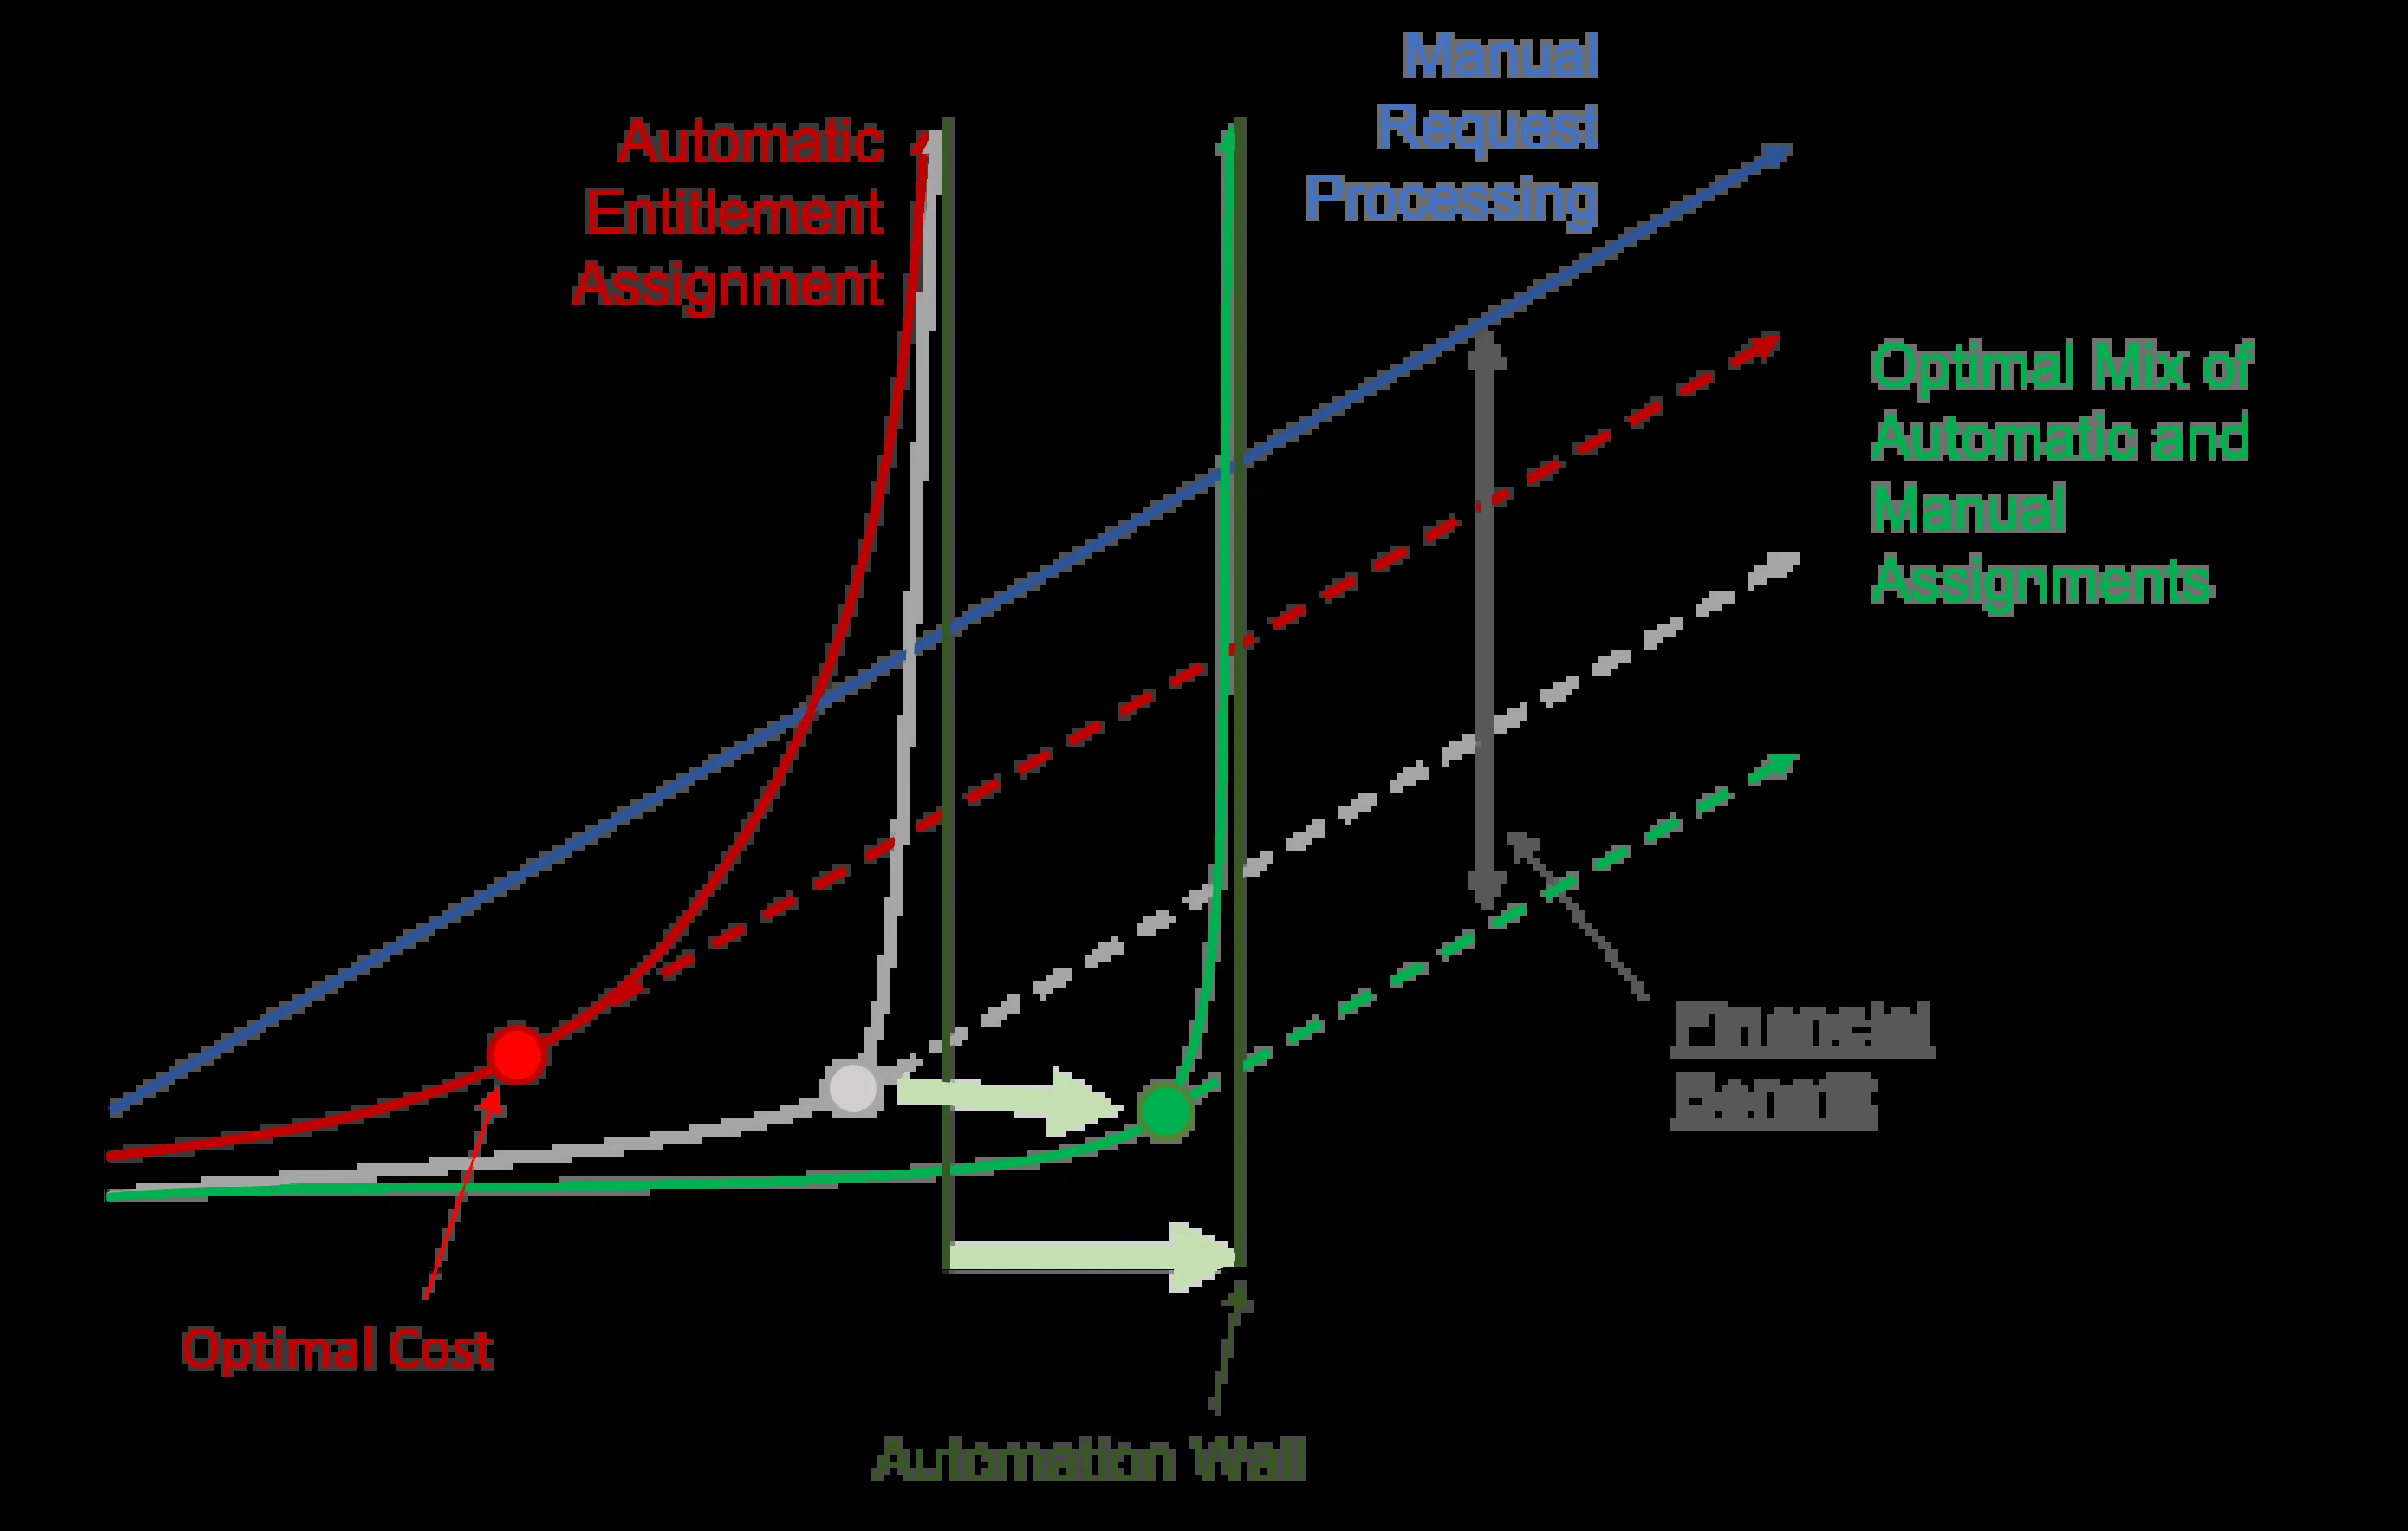 Manual
Request
Processing
Automatic
Entitlement
Assignment
Optimal Mix of
Automatic and
Manual
Assignments
Financial
Benefit
Optimal Cost
Automation Wall